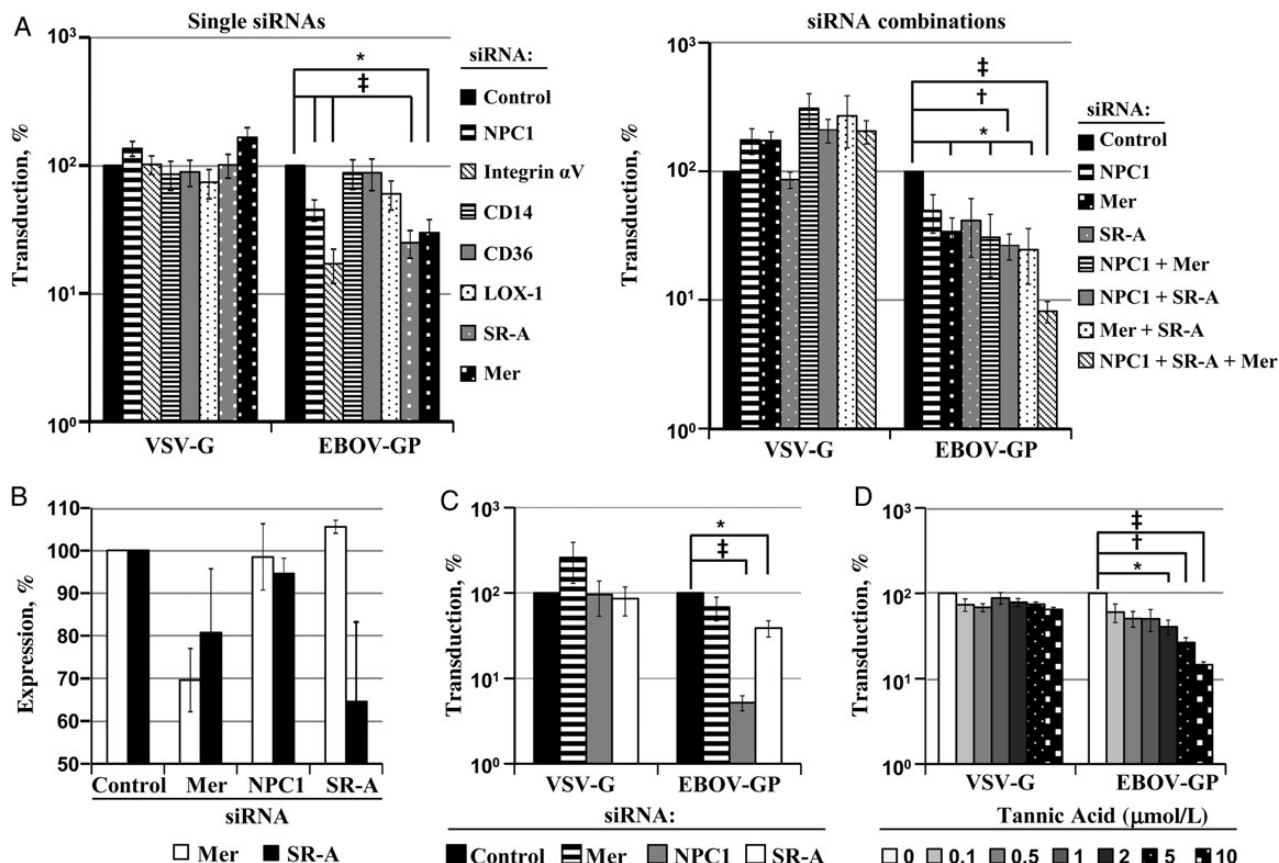 A
Single siRNAs
Transduction, %
10³
10²
10¹
10⁰
*
‡
VSV-G
EBOV-GP
siRNA:
Control
NPC1
Integrin αV
CD14
CD36
LOX-1
SR-A
Mer
siRNA combinations
Transduction, %
10³
10²
10¹
10⁰
‡
†
*
VSV-G
EBOV-GP
siRNA:
Control
NPC1
Mer
SR-A
NPC1 + Mer
NPC1 + SR-A
Mer + SR-A
NPC1 + SR-A + Mer
B
Expression, %
110
100
90
80
70
60
50
Control Mer NPC1 SR-A
siRNA
Mer SR-A
C
Transduction, %
10³
10²
10¹
10⁰
*
‡
VSV-G
EBOV-GP
siRNA:
Control Mer NPC1 SR-A
D
Transduction, %
10³
10²
10¹
10⁰
‡
†
*
VSV-G
EBOV-GP
Tannic Acid (μmol/L)
0 0.1 0.5 1 2 5 10